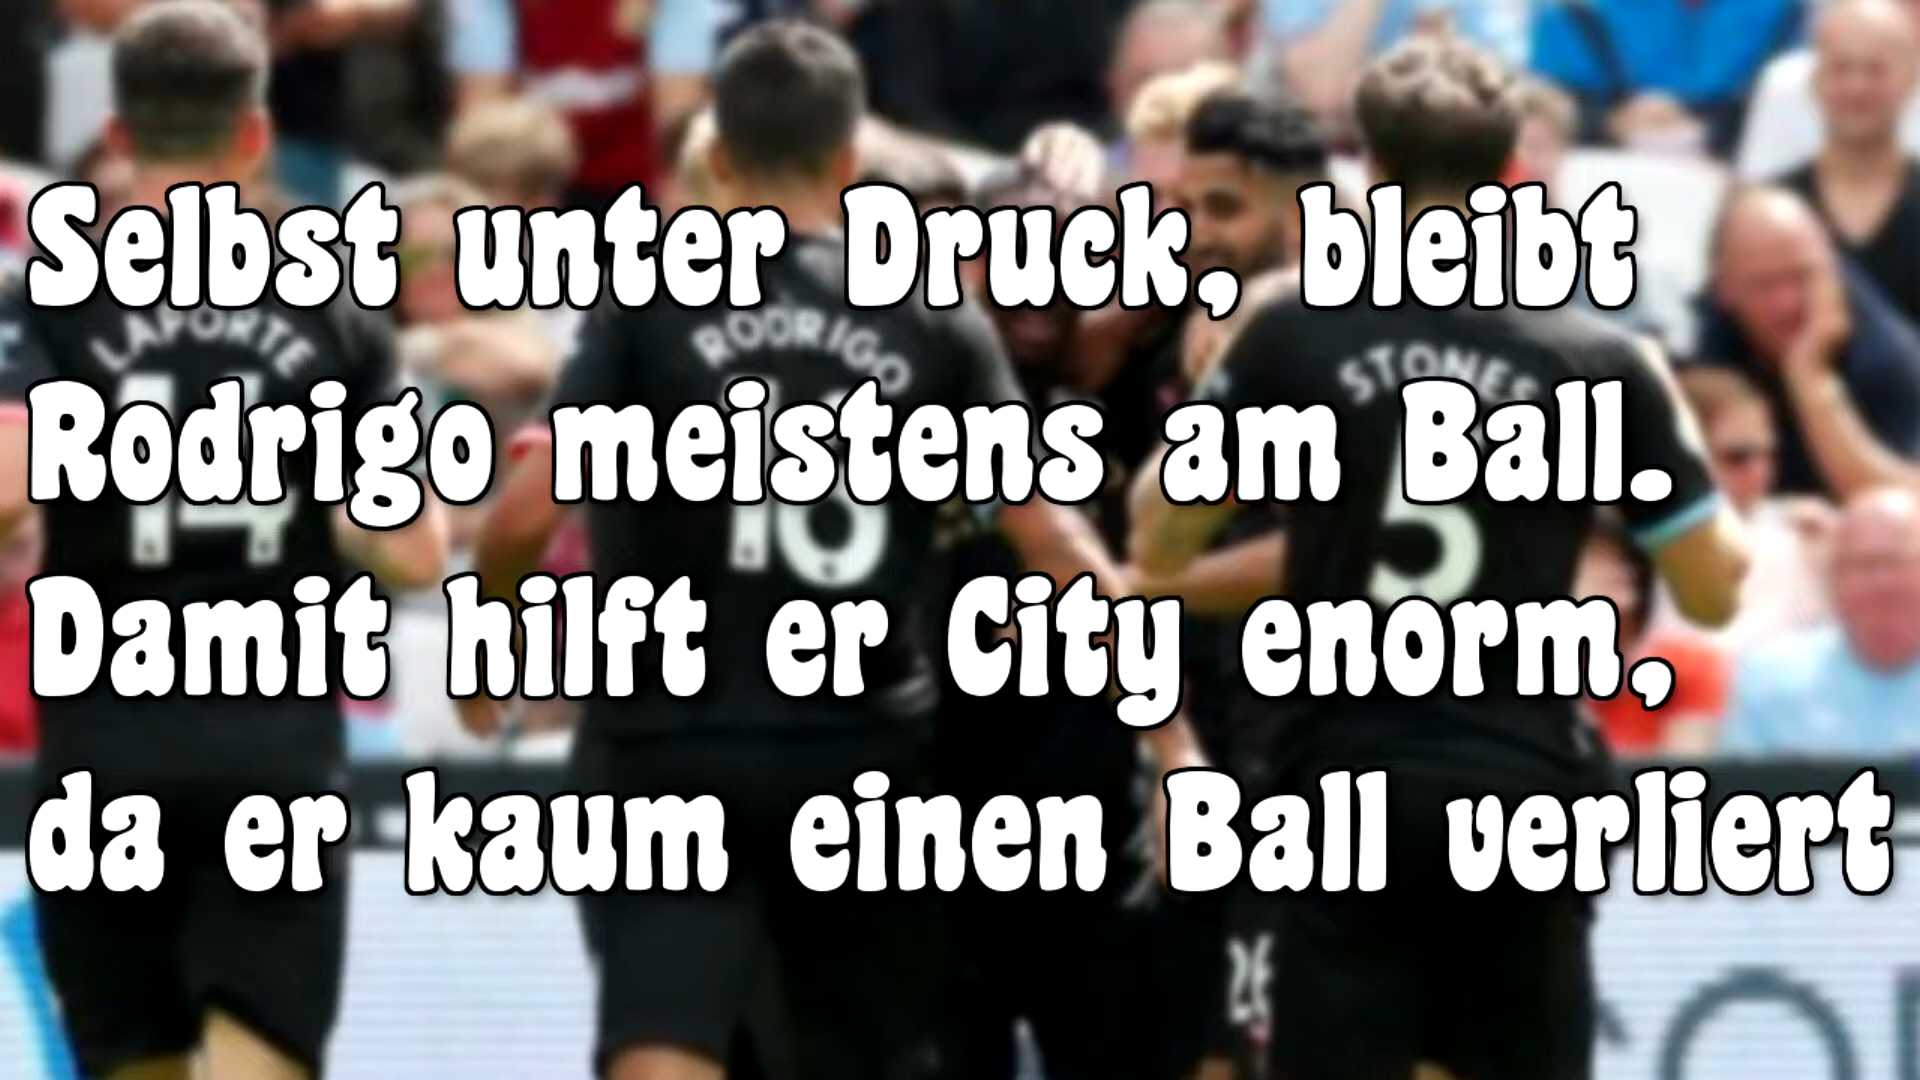 Selbst unter Druck, bleibt
LAPORTE
RODRIGO
STONES
Rodrigo meistens am Ball.
14
16
5
Damit hilft er City enorm,
da er kaum einen Ball verliert
26